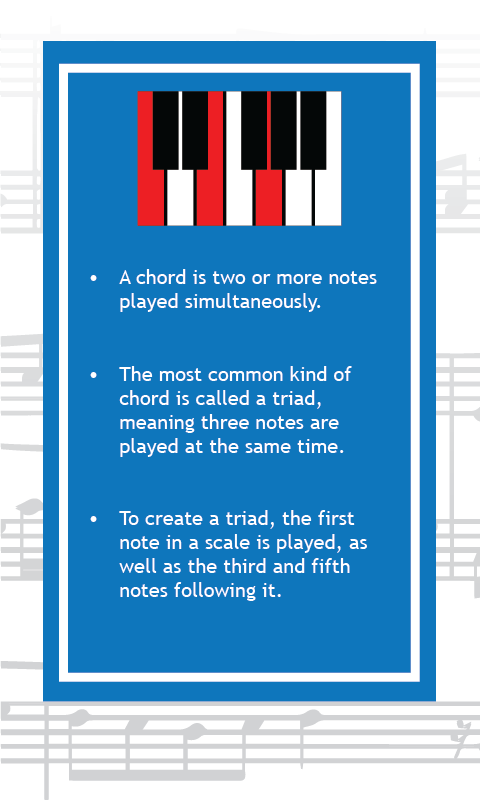 • A chord is two or more notes
played simultaneously.
• The most common kind of
chord is called a triad,
meaning three notes are
played at the same time.
• To create a triad, the first
note in a scale is played, as
well as the third and fifth
notes following it.